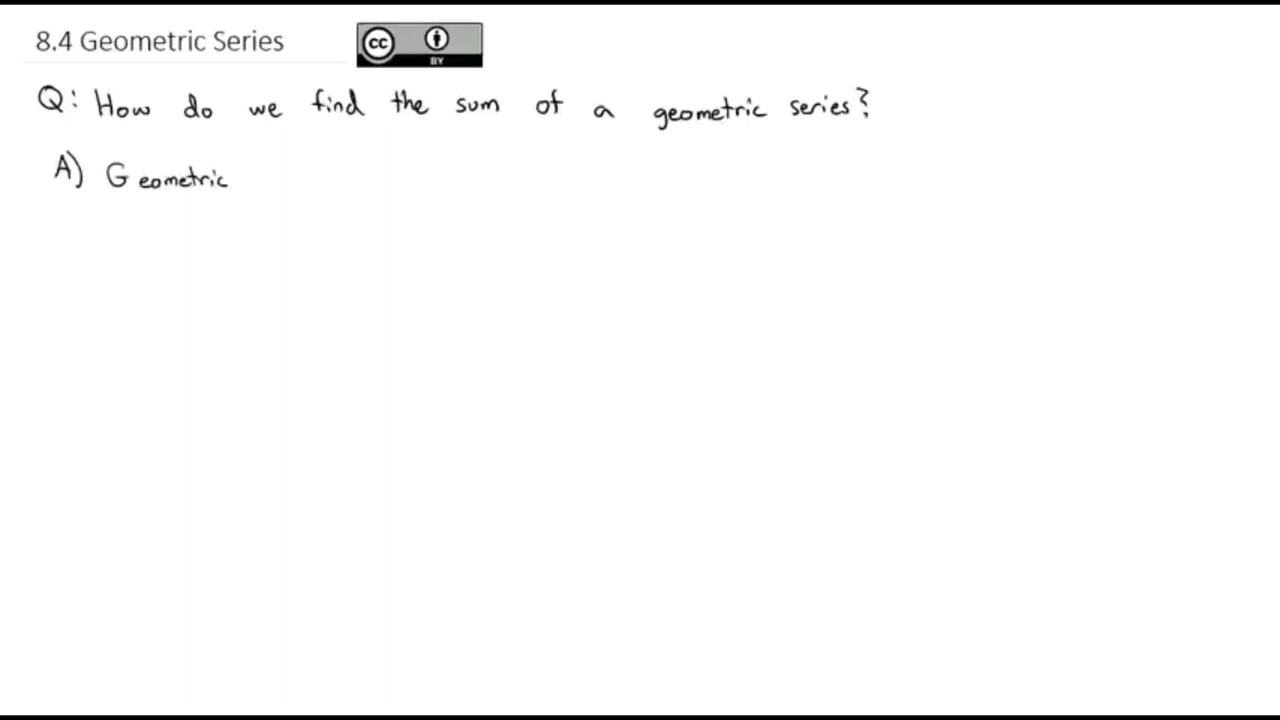 8.4 Geometric Series
cc BY
Q: How do we find the sum of a geometric series?
A) Geometric